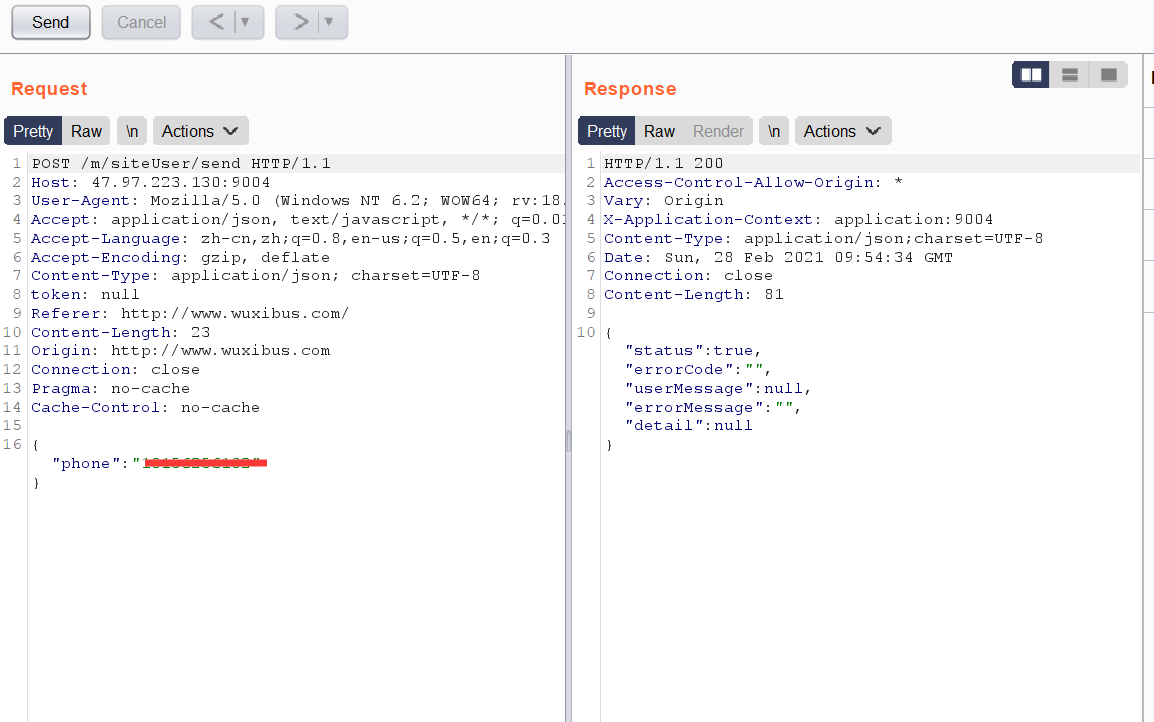 Send
Cancel
<
>
Request
Response
Pretty
Raw
\n
Actions
Pretty
Raw
Render
\n
Actions
1 POST /m/siteUser/send HTTP/1.1
2 Host: 47.97.223.130:9004
3 User-Agent: Mozilla/5.0 (Windows NT 6.2; WOW64; rv:18.
4 Accept: application/json, text/javascript, */*; q=0.01
5 Accept-Language: zh-cn,zh;q=0.8,en-us;q=0.5,en;q=0.3
6 Accept-Encoding: gzip, deflate
7 Content-Type: application/json; charset=UTF-8
8 token: null
9 Referer: http://www.wuxibus.com/
10 Content-Length: 23
11 Origin: http://www.wuxibus.com
12 Connection: close
13 Pragma: no-cache
14 Cache-Control: no-cache
15
16 {
"phone":"
}
1 HTTP/1.1 200
2 Access-Control-Allow-Origin: *
3 Vary: Origin
4 X-Application-Context: application:9004
5 Content-Type: application/json;charset=UTF-8
6 Date: Sun, 28 Feb 2021 09:54:34 GMT
7 Connection: close
8 Content-Length: 81
9
10 {
"status":true,
"errorCode":"",
"userMessage":null,
"errorMessage":"",
"detail":null
}